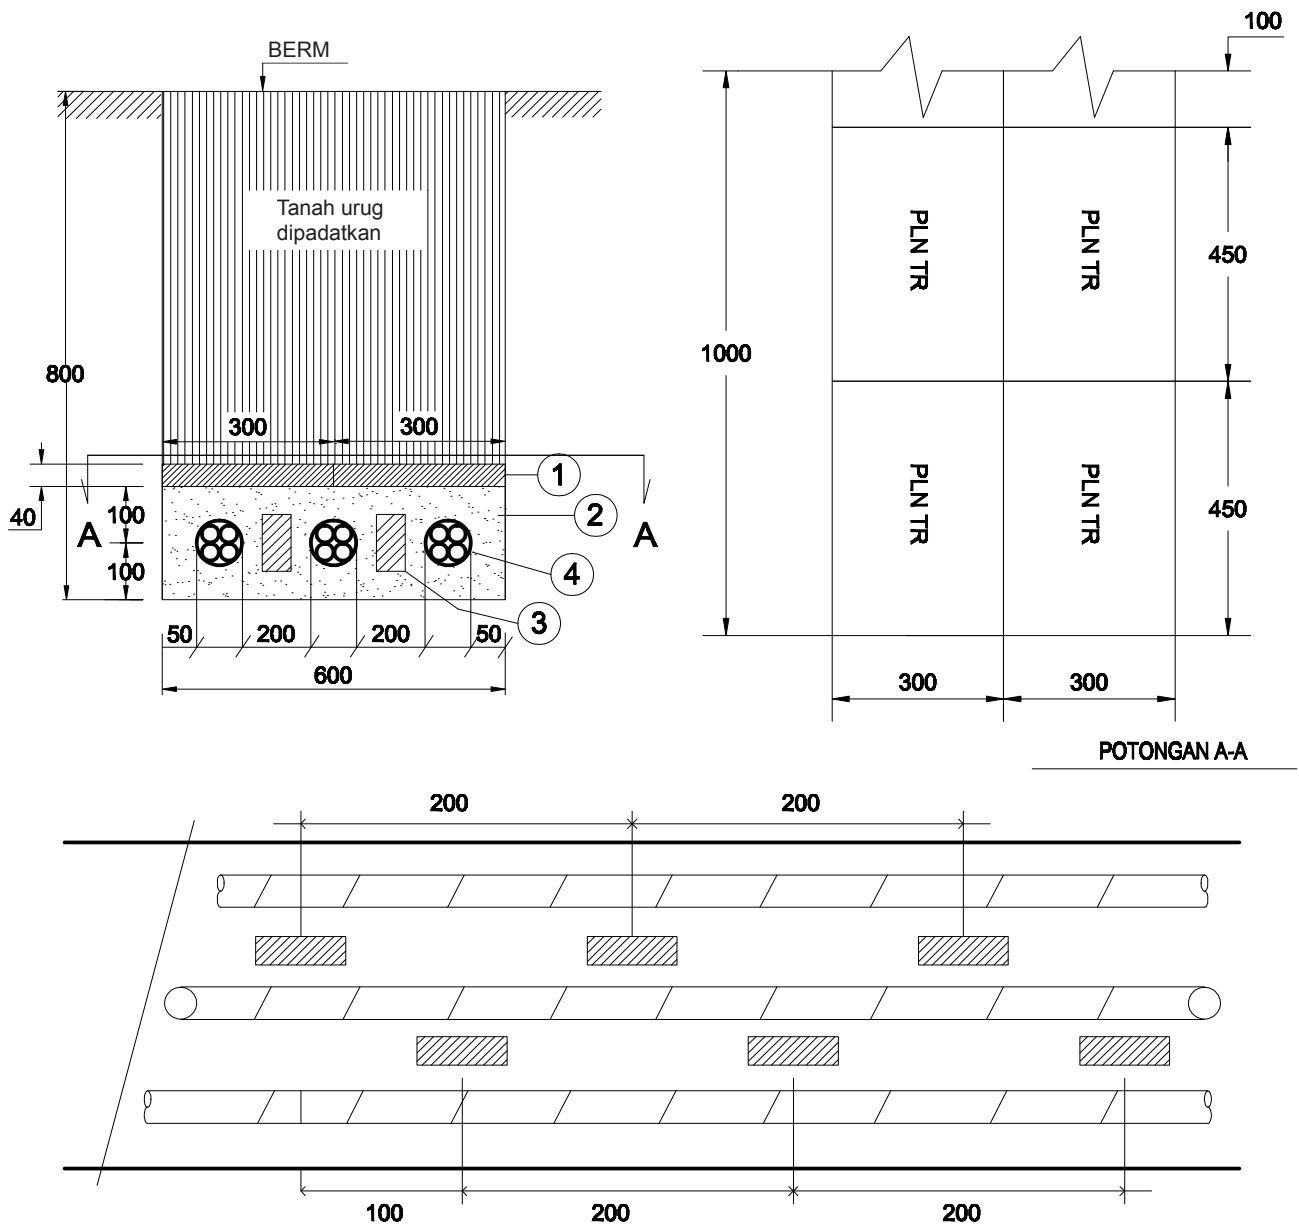 BERM
Tanah urug
dipadatkan
800
300 300
40
100
100
A A
1
2
4
3
50 200 200 50
600
100
1000
PLN TR PLN TR
450
PLN TR PLN TR
450
300 300
POTONGAN A-A
200 200
100 200 200